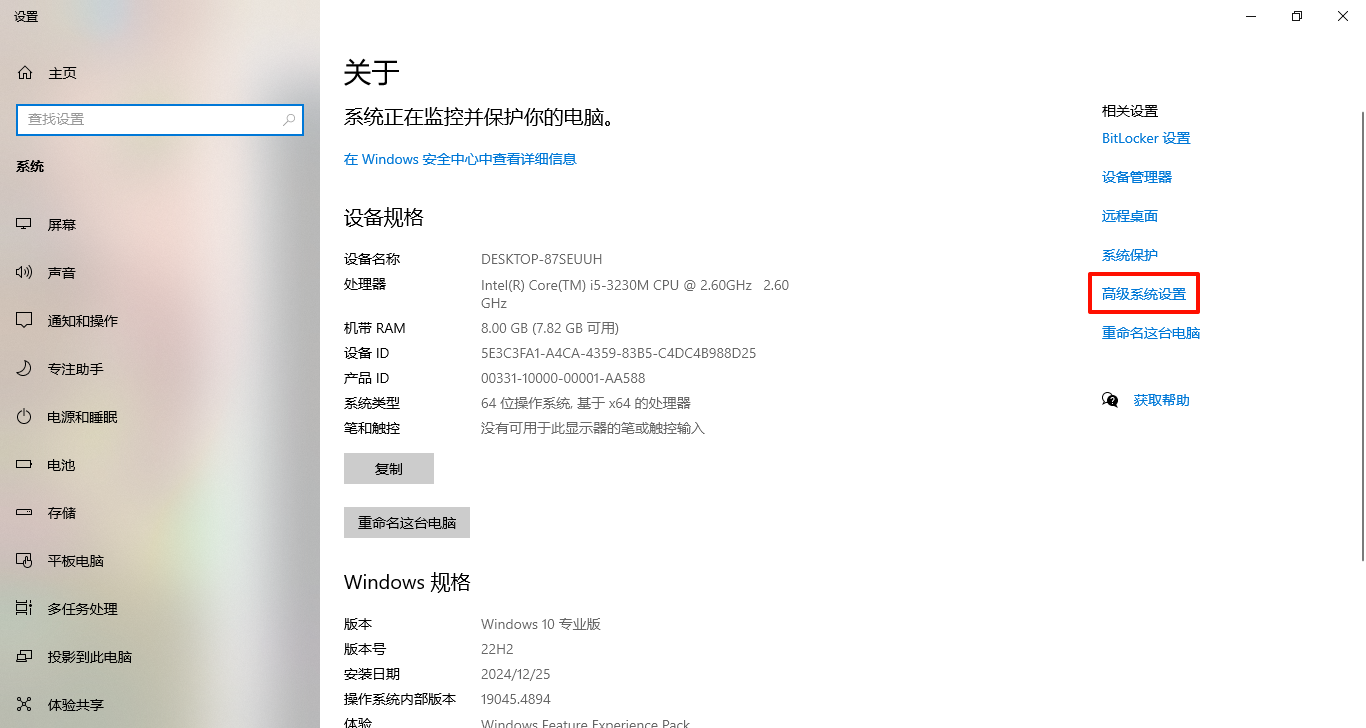 设置
主页
查找设置
系统
屏幕
声音
通知和操作
专注助手
电源和睡眠
电池
存储
平板电脑
多任务处理
投影到此电脑
体验共享
关于
系统正在监控并保护你的电脑。
在 Windows 安全中心中查看详细信息
设备规格
设备名称 DESKTOP-87SEUUH
处理器 Intel(R) Core(TM) i5-3230M CPU @ 2.60GHz 2.60
GHz
机带 RAM 8.00 GB (7.82 GB 可用)
设备 ID 5E3C3FA1-A4CA-4359-83B5-C4DC4B988D25
产品 ID 00331-10000-00001-AA588
系统类型 64 位操作系统, 基于 x64 的处理器
笔和触控 没有可用于此显示器的笔或触控输入
复制
重命名这台电脑
Windows 规格
版本 Windows 10 专业版
版本号 22H2
安装日期 2024/12/25
操作系统内部版本 19045.4894
体验 Windows Feature Experience Pack
相关设置
BitLocker 设置
设备管理器
远程桌面
系统保护
高级系统设置
重命名这台电脑
获取帮助